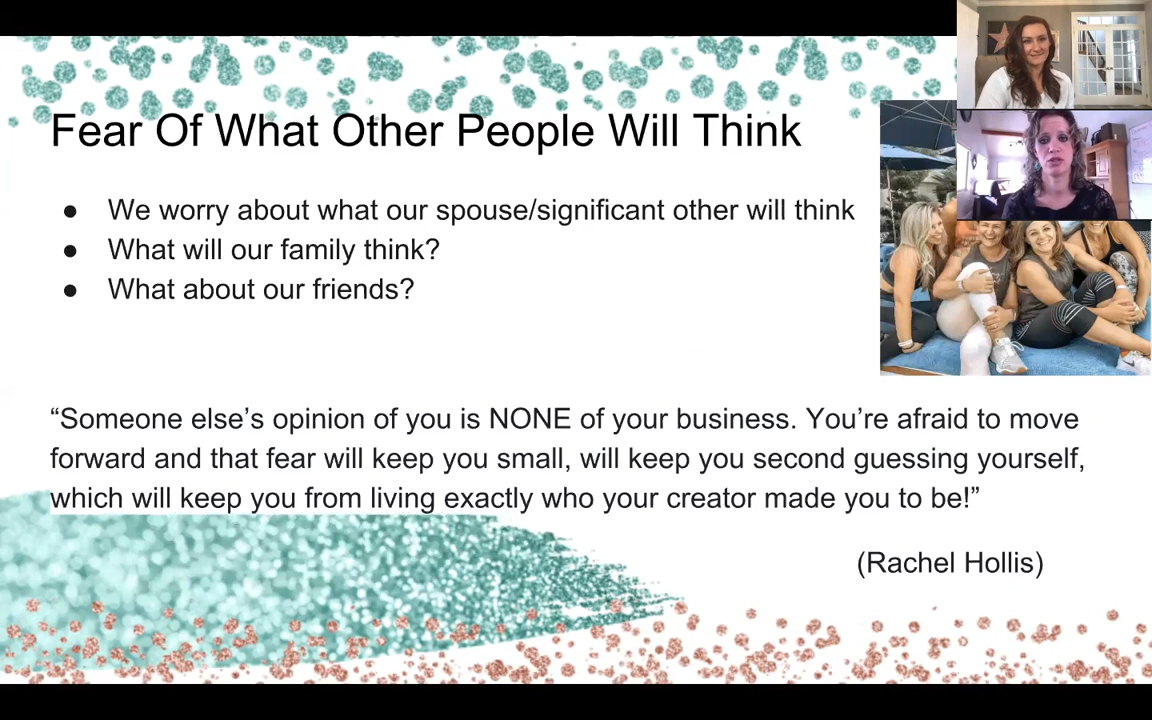 Fear Of What Other People Will Think
● We worry about what our spouse/significant other will think
● What will our family think?
● What about our friends?
“Someone else’s opinion of you is NONE of your business. You’re afraid to move
forward and that fear will keep you small, will keep you second guessing yourself,
which will keep you from living exactly who your creator made you to be!”
(Rachel Hollis)